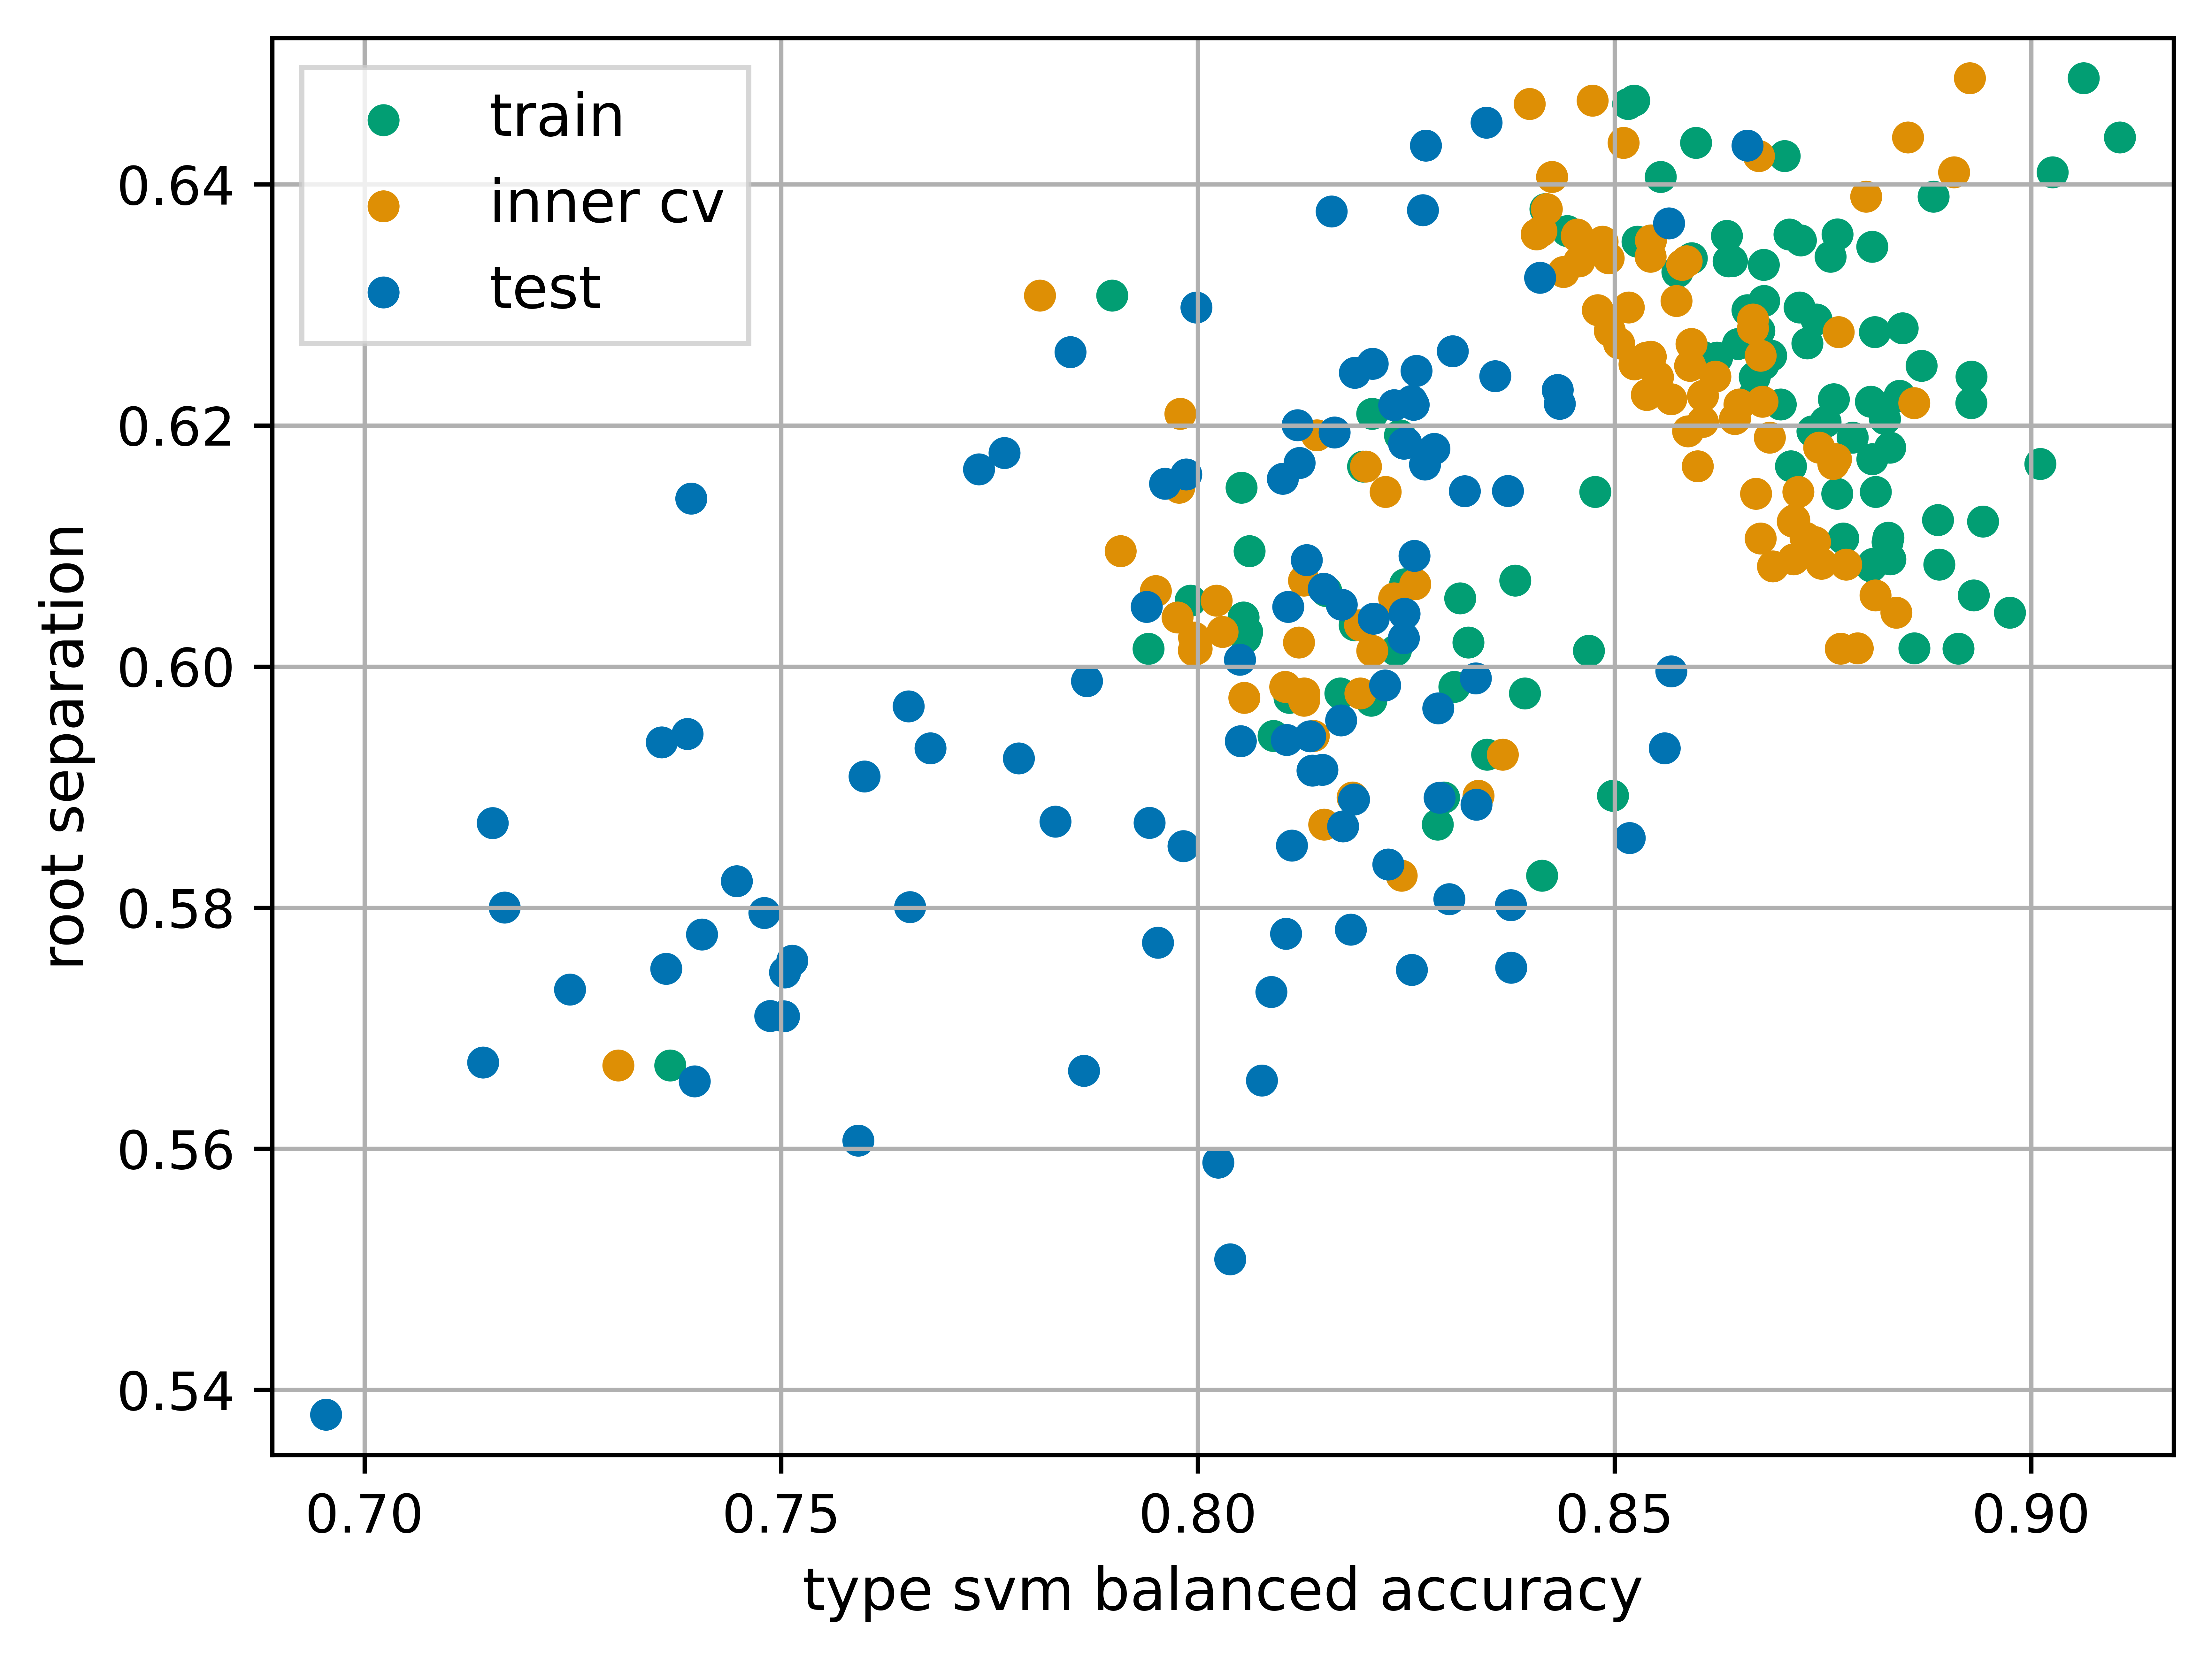 train
inner cv
test
0.64
0.62
0.60
0.58
0.56
0.54
root separation
0.70 0.75 0.80 0.85 0.90
type svm balanced accuracy